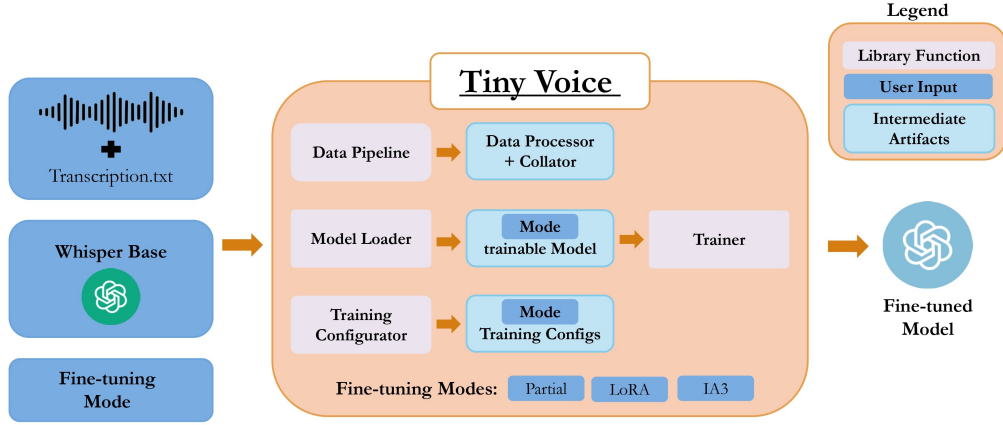 Legend
Library Function
User Input
Intermediate
Artifacts
Tiny Voice
Transcription.txt
Whisper Base
Fine-tuning
Mode
Data Pipeline
Data Processor
+ Collator
Model Loader
Mode
trainable Model
Trainer
Training
Configurator
Mode
Training Configs
Fine-tuning Modes:
Partial
LoRA
IA3
Fine-tuned
Model